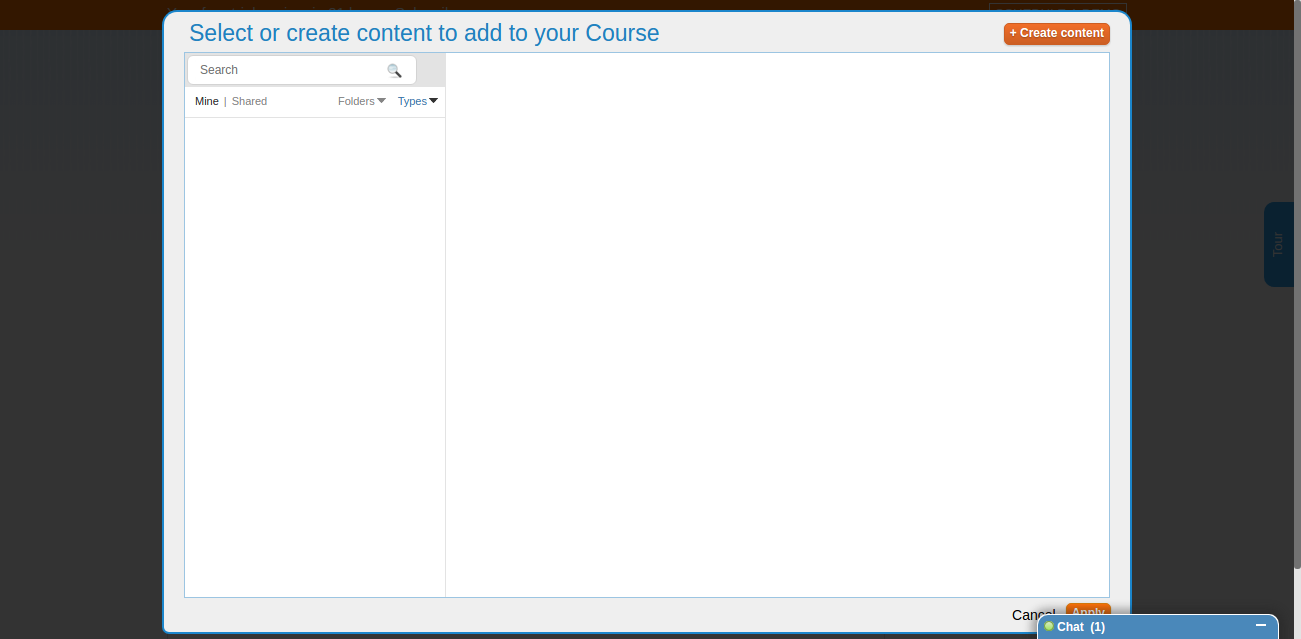 Select or create content to add to your Course
+ Create content
Search
Mine | Shared Folders Types
Tour
Cancel Apply
Chat (1)